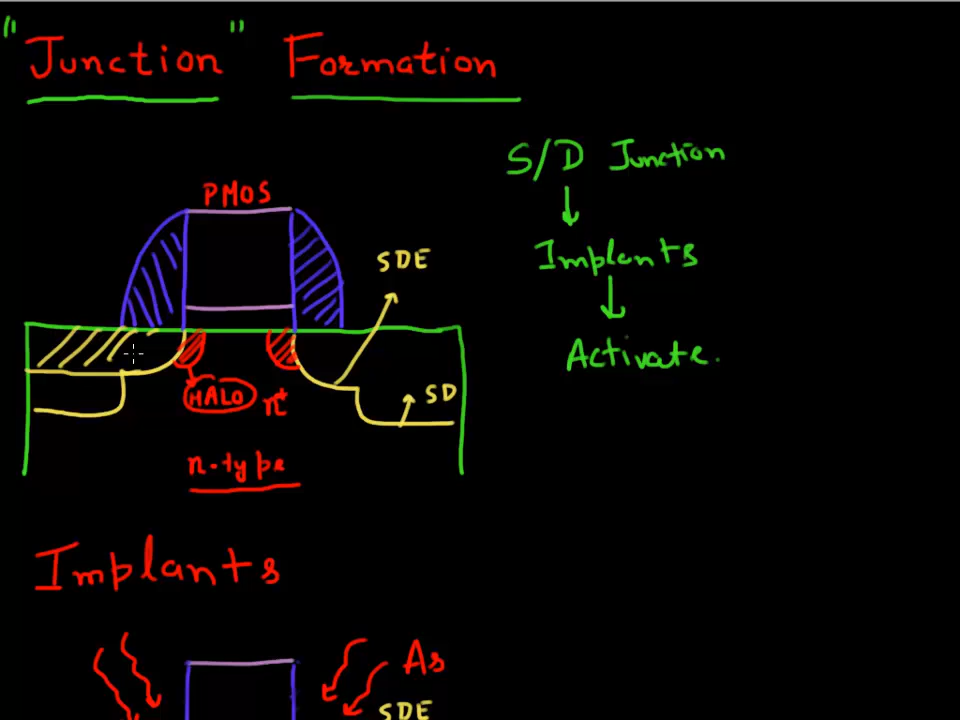 "Junction" Formation
S/D Junction
PMOS
Implants
SDE
Activate.
HALO n+
SD
n-type
Implants
As
SDE